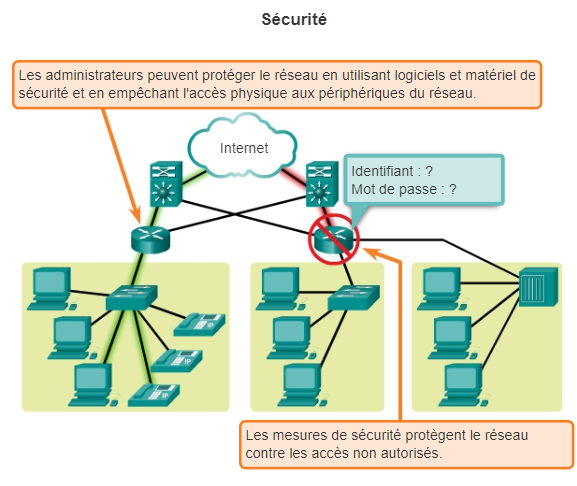 Sécurité
Les administrateurs peuvent protéger le réseau en utilisant logiciels et matériel de
sécurité et en empêchant l'accès physique aux périphériques du réseau.
Internet
Identifiant : ?
Mot de passe : ?
IP
IP
Les mesures de sécurité protègent le réseau
contre les accès non autorisés.